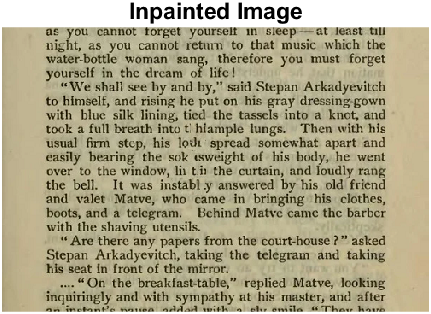 Inpainted Image
as you cannot forget yourself in sleep — at least till
night, as you cannot return to that music which the
water-bottle woman sang, therefore you must forget
yourself in the dream of life!
"We shall see by and by," said Stepan Arkadyevitch
to himself, and rising he put on his gray dressing-gown
with blue silk lining, tied the tassels into a knot, and
took a full breath into lungs. Then with his
usual firm step, his spread somewhat apart and
easily bearing the of his body, he went
over to the window, the curtain, and loudly rang
the bell. It was answered by his old friend
and valet Matve, who came in bringing his clothes,
boots, and a telegram. Behind Matve came the barber
with the shaving utensils.
"Are there any papers from the court-house?" asked
Stepan Arkadyevitch, taking the telegram and taking
his seat in front of the mirror.
.... "On the breakfast-table," replied Matve, looking
inquiringly and with sympathy at his master, and after
an instant's pause, added with a sly smile, "They have